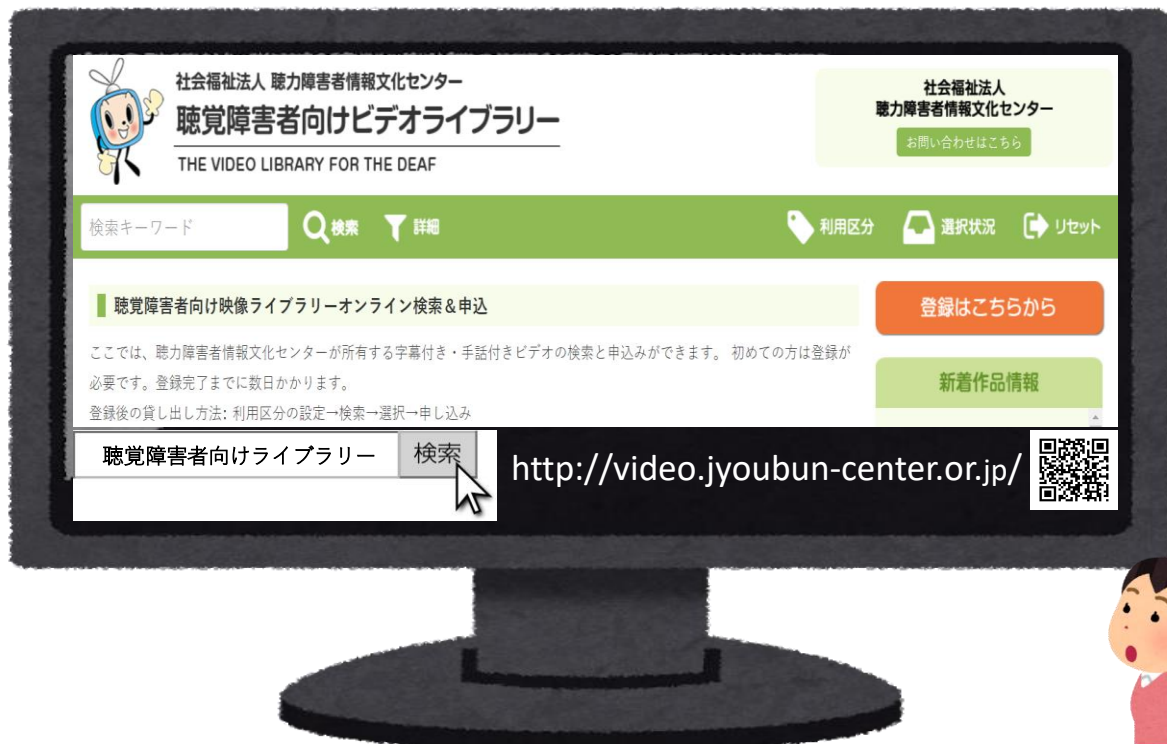 社会福祉法人 聴力障害者情報文化センター
聴覚障害者向けビデオライブラリー
THE VIDEO LIBRARY FOR THE DEAF
社会福祉法人
聴力障害者情報文化センター
お問い合わせはこちら
検索キーワード 検索 詳細 利用区分 選択状況 リセット
聴覚障害者向け映像ライブラリーオンライン検索&申込
登録はこちらから
ここでは、聴力障害者情報文化センターが所有する字幕付き・手話付きビデオの検索と申込みができます。 初めての方は登録が
必要です。登録完了までに数日かかります。
登録後の貸し出し方法: 利用区分の設定→検索→選択→申し込み
新着作品情報
聴覚障害者向けライブラリー 検索
http://video.jyoubun-center.or.jp/